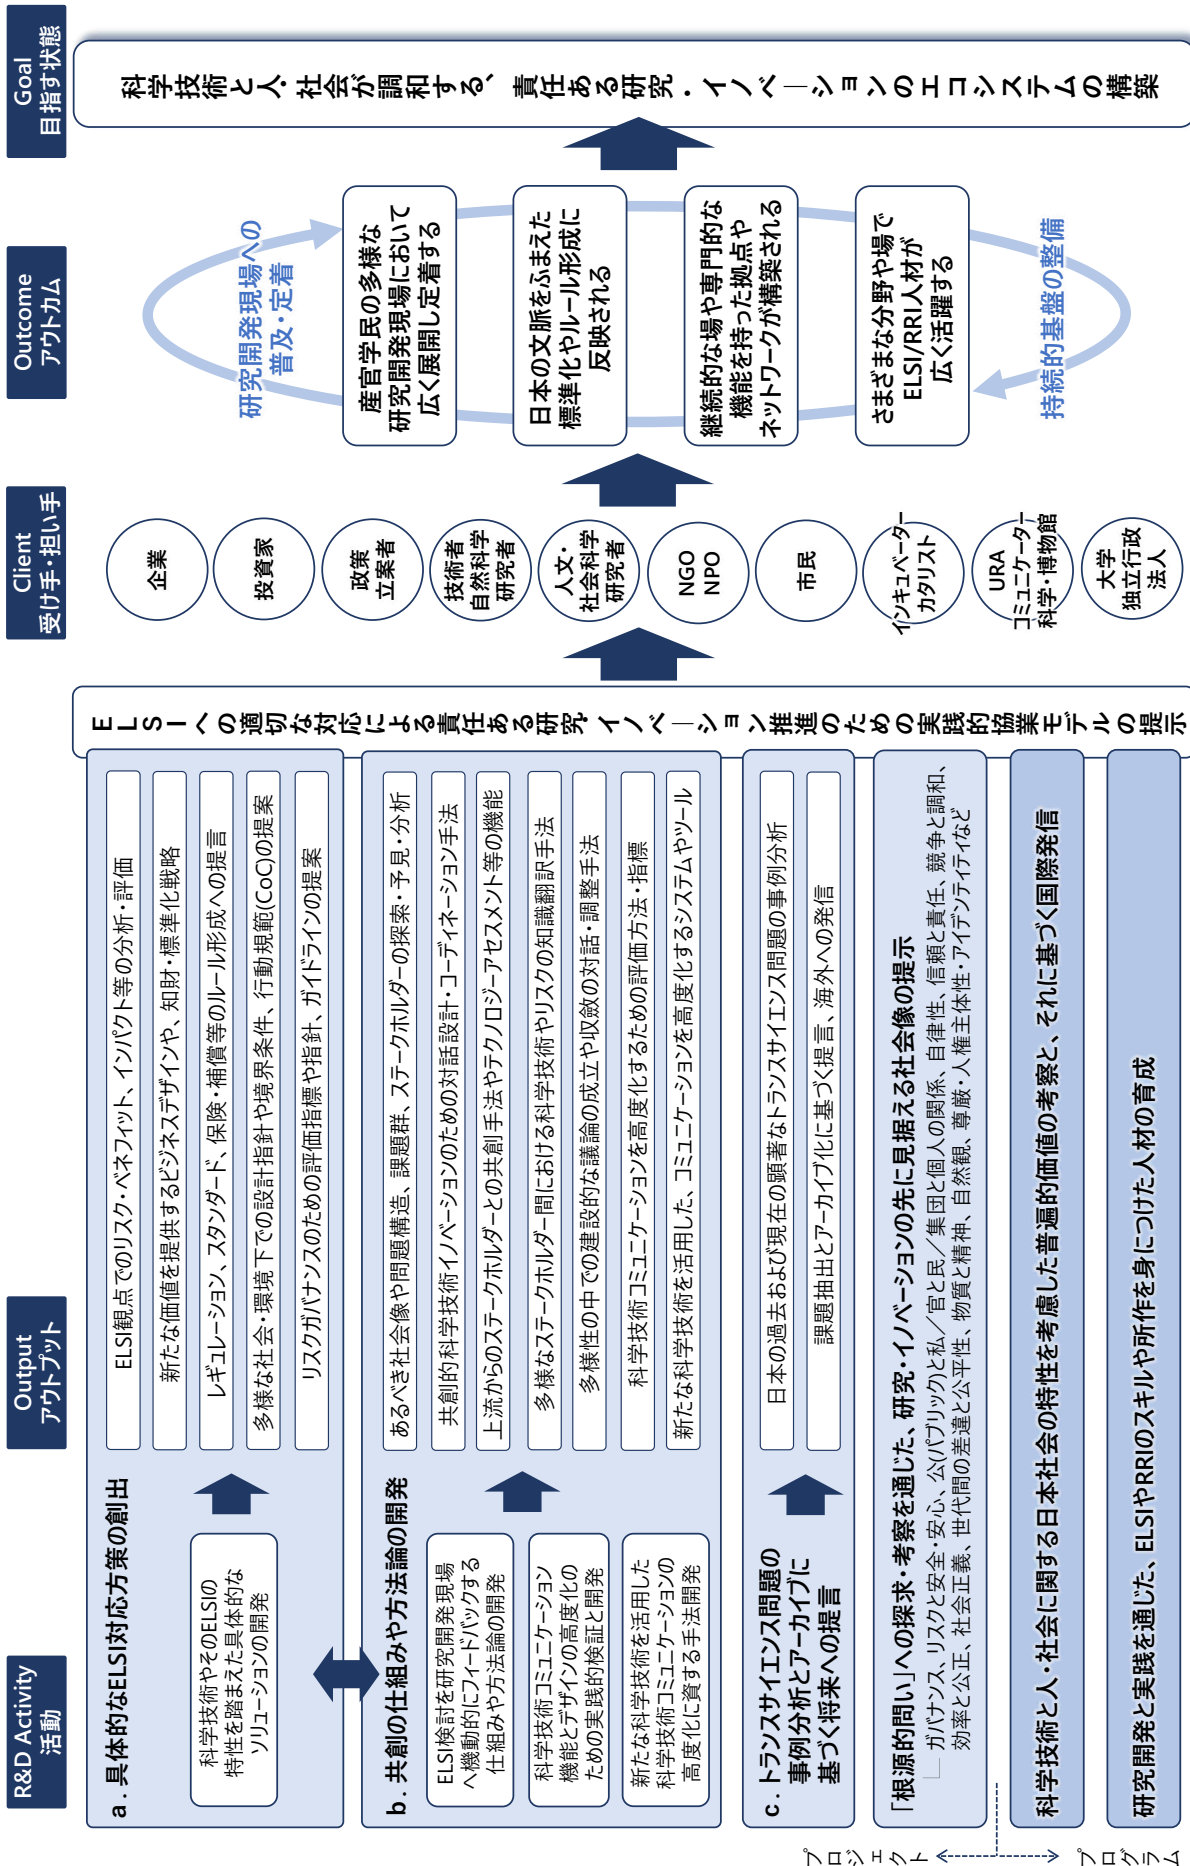 R&D Activity
活動
Output
アウトプット
Client
受け手・担い手
Outcome
アウトカム
Goal
目指す状態
a．具体的なELSI対応方策の創出
科学技術やそのELSIの
特性を踏まえた具体的な
ソリューションの開発
ELSI観点でのリスク・ベネフィット、インパクト等の分析・評価
新たな価値を提供するビジネスデザインや、知財・標準化戦略
レギュレーション、スタンダード、保険・補償等のルール形成への提言
多様な社会・環境下での設計指針や境界条件、行動規範(CoC)の提案
リスクガバナンスのための評価指標や指針、ガイドラインの提案
b．共創の仕組みや方法論の開発
ELSI検討を研究開発現場
へ機動的にフィードバックする
仕組みや方法論の開発
科学技術コミュニケーション
機能とデザインの高度化の
ための実践的検証と開発
新たな科学技術を活用した
科学技術コミュニケーションの
高度化に資する手法開発
あるべき社会像や問題構造、課題群、ステークホルダーの探索・予見・分析
共創的科学技術イノベーションのための対話設計・コーディネーション手法
上流からのステークホルダーとの共創手法やテクノロジーアセスメント等の機能
多様なステークホルダー間における科学技術やリスクの知識翻訳手法
多様性の中での建設的な議論の成立や収斂の対話・調整手法
科学技術コミュニケーションを高度化するための評価方法・指標
新たな科学技術を活用した、コミュニケーションを高度化するシステムやツール
c．トランスサイエンス問題の
事例分析とアーカイブに
基づく将来への提言
日本の過去および現在の顕著なトランスサイエンス問題の事例分析
課題抽出とアーカイブ化に基づく提言、海外への発信
「根源的問い」への探求・考察を通じた、研究・イノベーションの先に見据える社会像の提示
ガバナンス、リスクと安全・安心、公(パブリック)と私／官と民／集団と個人の関係、自律性、信頼と責任、競争と調和、
効率と公正、社会正義、世代間の差違と公平性、物質と精神、自然観、尊厳・人権主体性・アイデンティティなど
科学技術と人・社会に関する日本社会の特性を考慮した普遍的価値の考察と、それに基づく国際発信
研究開発と実践を通じた、ELSIやRRIのスキルや所作を身につけた人材の育成
プロジェクト
プログラム
ELSIへの適切な対応による責任ある研究・イノベーション推進のための実践的協業モデルの提示
企業
投資家
政策
立案者
技術者
自然科学
研究者
人文・
社会科学
研究者
NGO
NPO
市民
インキュベーター
カタリスト
URA
コミュニケーター
科学・博物館
大学
独立行政
法人
研究開発現場への
普及・定着
産官学民の多様な
研究開発現場において
広く展開し定着する
日本の文脈をふまえた
標準化やルール形成に
反映される
継続的な場や専門的な
機能を持った拠点や
ネットワークが構築される
さまざまな分野や場で
ELSI/RRI人材が
広く活躍する
持続的基盤の整備
科学技術と人・社会が調和する、責任ある研究・イノベーションのエコシステムの構築